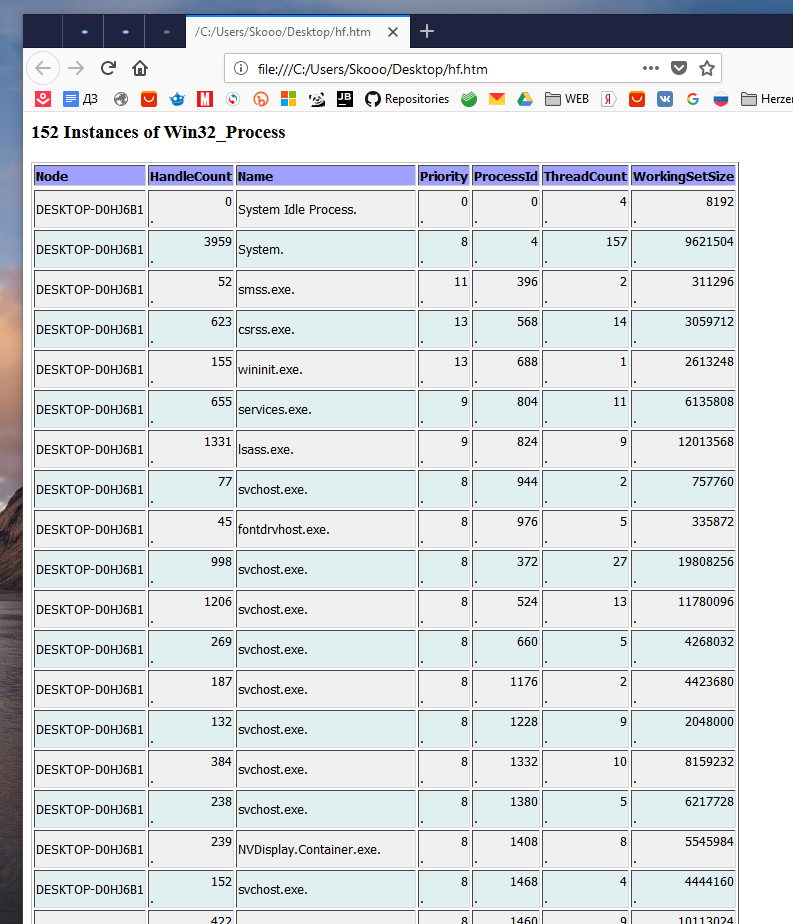 /C:/Users/Skooo/Desktop/hf.htm
file:///C:/Users/Skooo/Desktop/hf.htm
ДЗ
M
JB
Repositories
WEB
Я
G
Herzen
152 Instances of Win32_Process
Node HandleCount Name Priority ProcessId ThreadCount WorkingSetSize
DESKTOP-D0HJ6B1 0. System Idle Process. 0. 0. 4. 8192.
DESKTOP-D0HJ6B1 3959. System. 8. 4. 157. 9621504.
DESKTOP-D0HJ6B1 52. smss.exe. 11. 396. 2. 311296.
DESKTOP-D0HJ6B1 623. csrss.exe. 13. 568. 14. 3059712.
DESKTOP-D0HJ6B1 155. wininit.exe. 13. 688. 1. 2613248.
DESKTOP-D0HJ6B1 655. services.exe. 9. 804. 11. 6135808.
DESKTOP-D0HJ6B1 1331. lsass.exe. 9. 824. 9. 12013568.
DESKTOP-D0HJ6B1 77. svchost.exe. 8. 944. 2. 757760.
DESKTOP-D0HJ6B1 45. fontdrvhost.exe. 8. 976. 5. 335872.
DESKTOP-D0HJ6B1 998. svchost.exe. 8. 372. 27. 19808256.
DESKTOP-D0HJ6B1 1206. svchost.exe. 8. 524. 13. 11780096.
DESKTOP-D0HJ6B1 269. svchost.exe. 8. 660. 5. 4268032.
DESKTOP-D0HJ6B1 187. svchost.exe. 8. 1176. 2. 4423680.
DESKTOP-D0HJ6B1 132. svchost.exe. 8. 1228. 9. 2048000.
DESKTOP-D0HJ6B1 384. svchost.exe. 8. 1332. 10. 8159232.
DESKTOP-D0HJ6B1 238. svchost.exe. 8. 1380. 5. 6217728.
DESKTOP-D0HJ6B1 239. NVDisplay.Container.exe. 8. 1408. 8. 5545984.
DESKTOP-D0HJ6B1 152. svchost.exe. 8. 1468. 4. 4444160.
422 8 1460 9 10113024